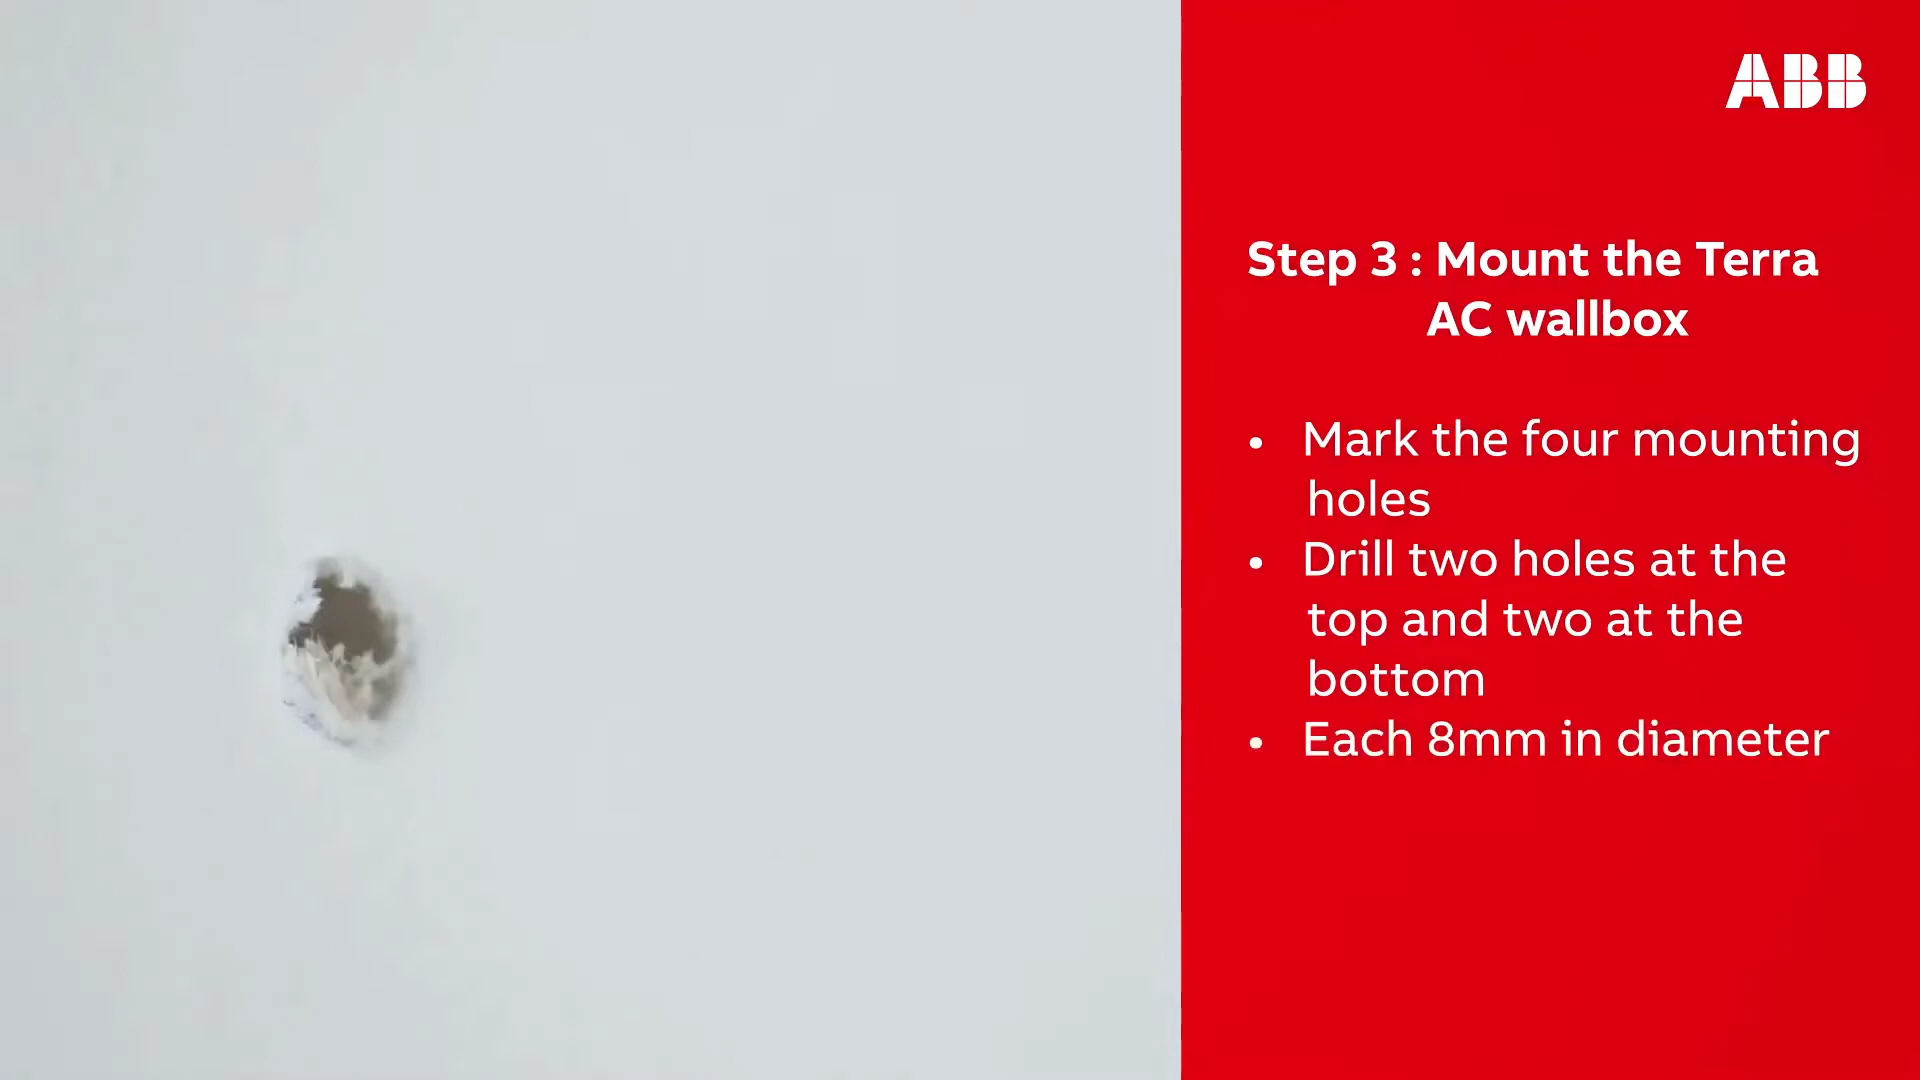 ABB
Step 3 : Mount the Terra
AC wallbox
• Mark the four mounting
holes
• Drill two holes at the
top and two at the
bottom
• Each 8mm in diameter